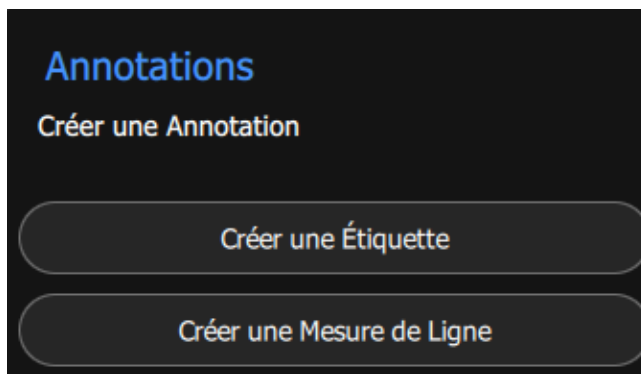 Annotations
Créer une Annotation
Créer une Étiquette
Créer une Mesure de Ligne